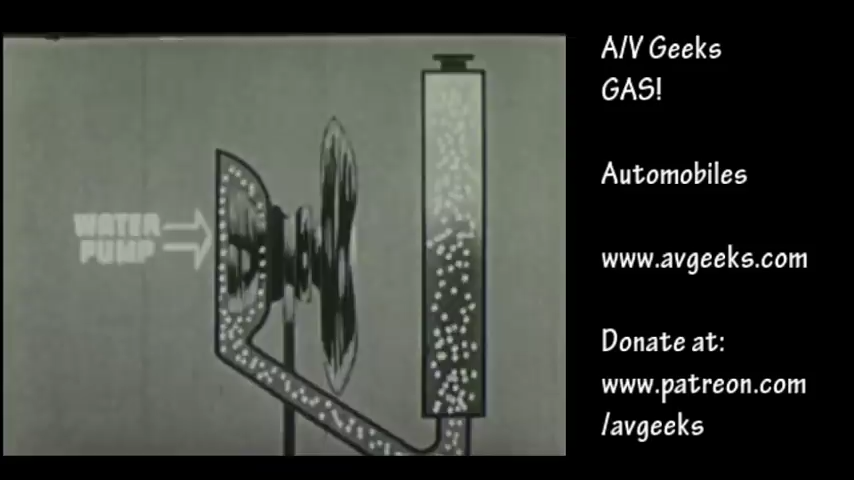 WATER
PUMP
A/V Geeks
GAS!
Automobiles
www.avgeeks.com
Donate at:
www.patreon.com
/avgeeks